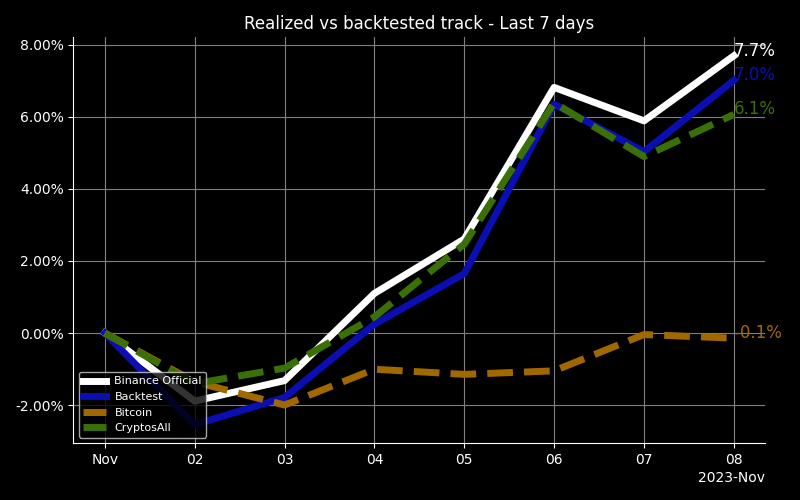 Realized vs backtested track - Last 7 days
8.00%
6.00%
4.00%
2.00%
0.00%
-2.00%
7.7%
7.0%
6.1%
-0.1%
Binance Official
Backtest
Bitcoin
CryptosAll
Nov 02 03 04 05 06 07 08
2023-Nov